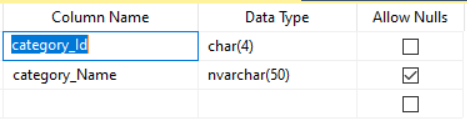 Column Name Data Type Allow Nulls
category_Id char(4)
category_Name nvarchar(50)